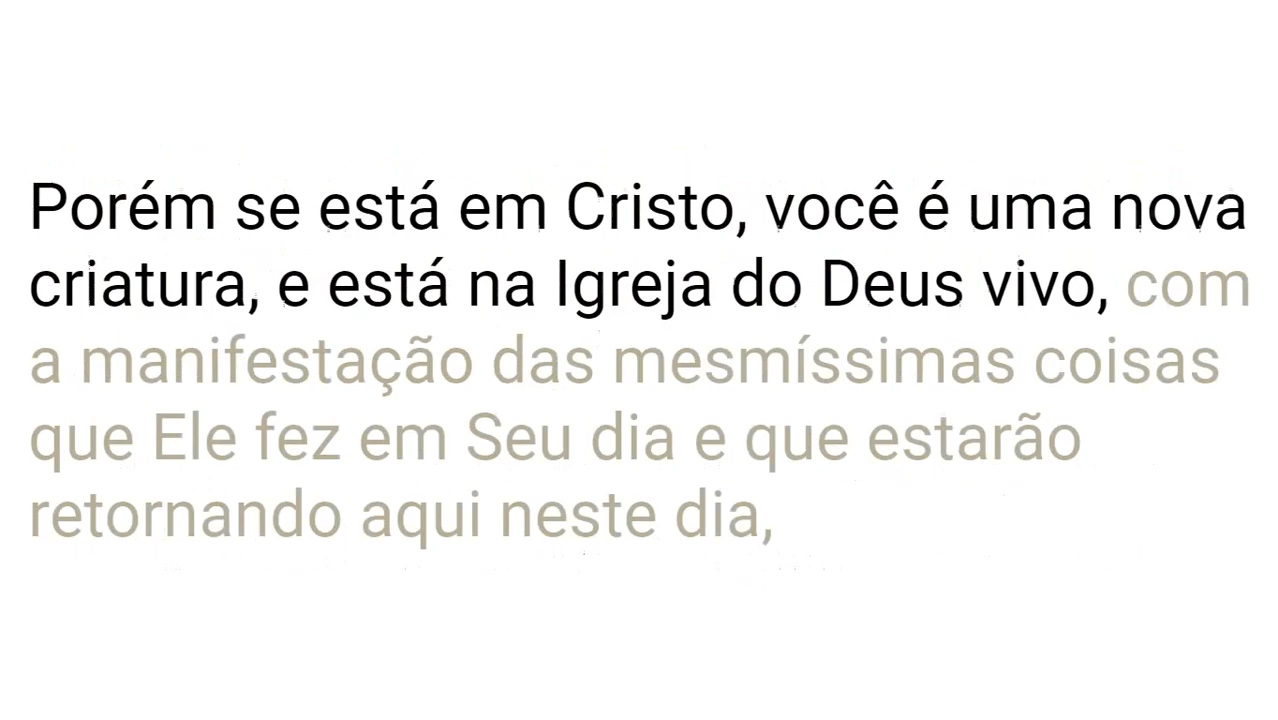 Porém se está em Cristo, você é uma nova
criatura, e está na Igreja do Deus vivo, com
a manifestação das mesmíssimas coisas
que Ele fez em Seu dia e que estarão
retornando aqui neste dia,